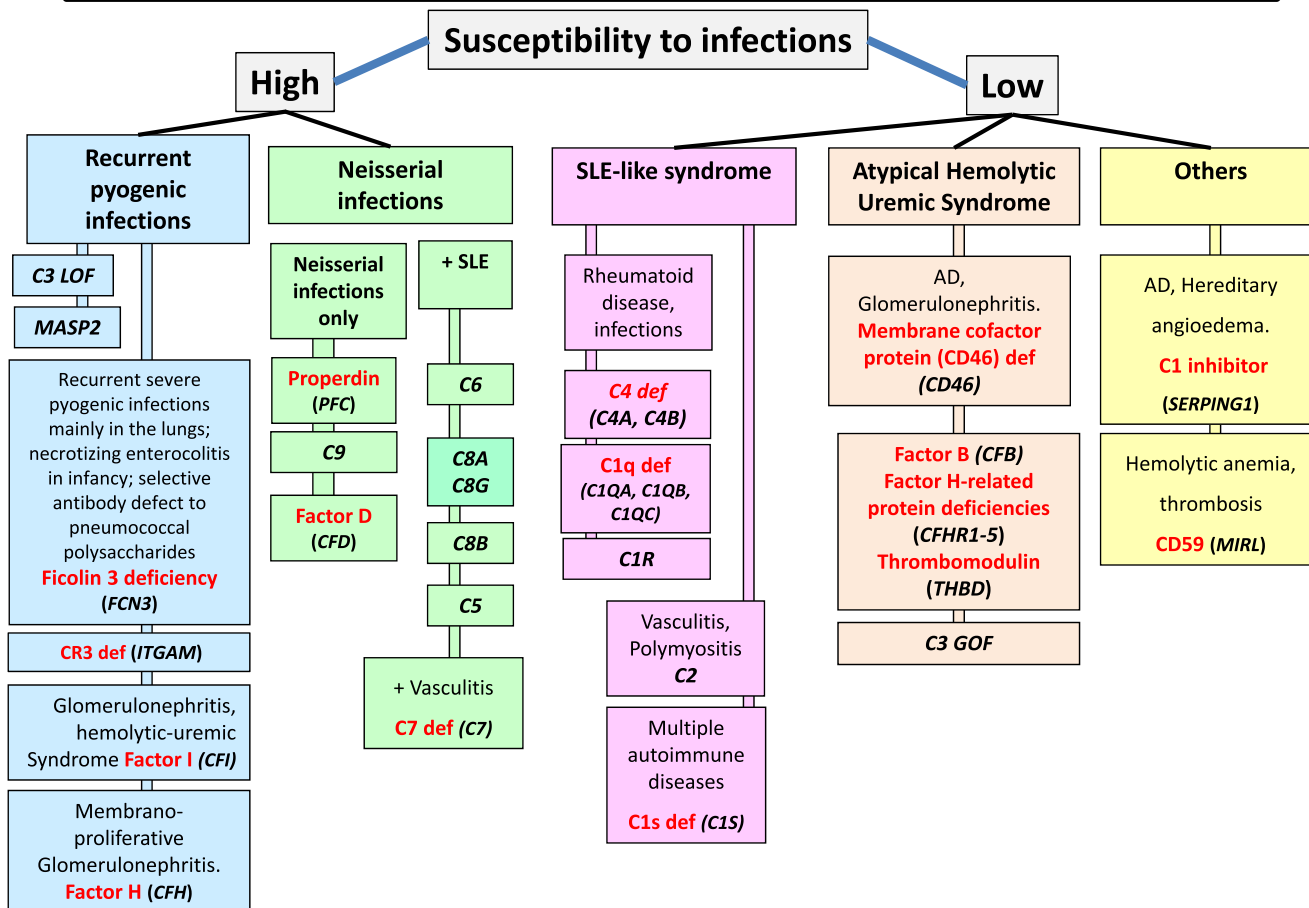 Susceptibility to infections
High
Low
Recurrent
pyogenic
infections
C3 LOF
MASP2
Recurrent severe
pyogenic infections
mainly in the lungs;
necrotizing enterocolitis
in infancy; selective
antibody defect to
pneumococcal
polysaccharides
Ficolin 3 deficiency
(FCN3)
CR3 def (ITGAM)
Glomerulonephritis,
hemolytic-uremic
Syndrome Factor I (CFI)
Membrano-
proliferative
Glomerulonephritis.
Factor H (CFH)
Neisserial
infections
Neisserial
infections
only
Properdin
(PFC)
C9
Factor D
(CFD)
+ SLE
C6
C8A
C8G
C8B
C5
+ Vasculitis
C7 def (C7)
SLE-like syndrome
Rheumatoid
disease,
infections
C4 def
(C4A, C4B)
C1q def
(C1QA, C1QB,
C1QC)
C1R
Vasculitis,
Polymyositis
C2
Multiple
autoimmune
diseases
C1s def (C1S)
Atypical Hemolytic
Uremic Syndrome
AD,
Glomerulonephritis.
Membrane cofactor
protein (CD46) def
(CD46)
Factor B (CFB)
Factor H-related
protein deficiencies
(CFHR1-5)
Thrombomodulin
(THBD)
C3 GOF
Others
AD, Hereditary
angioedema.
C1 inhibitor
(SERPING1)
Hemolytic anemia,
thrombosis
CD59 (MIRL)